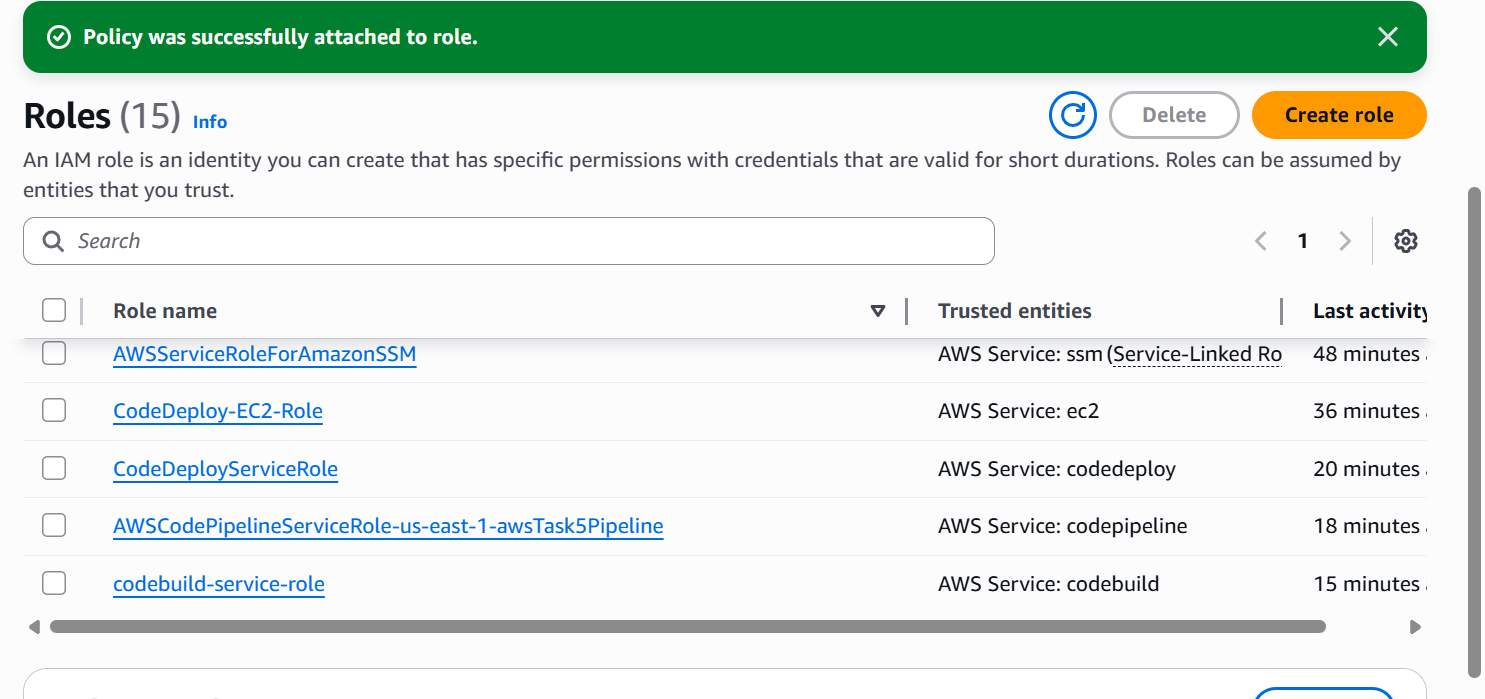 Policy was successfully attached to role.
Roles (15) Info
Delete
Create role
An IAM role is an identity you can create that has specific permissions with credentials that are valid for short durations. Roles can be assumed by
entities that you trust.
Search
1
Role name Trusted entities Last activity
AWSServiceRoleForAmazonSSM AWS Service: ssm (Service-Linked Ro 48 minutes
CodeDeploy-EC2-Role AWS Service: ec2 36 minutes
CodeDeployServiceRole AWS Service: codedeploy 20 minutes
AWSCodePipelineServiceRole-us-east-1-awsTask5Pipeline AWS Service: codepipeline 18 minutes
codebuild-service-role AWS Service: codebuild 15 minutes